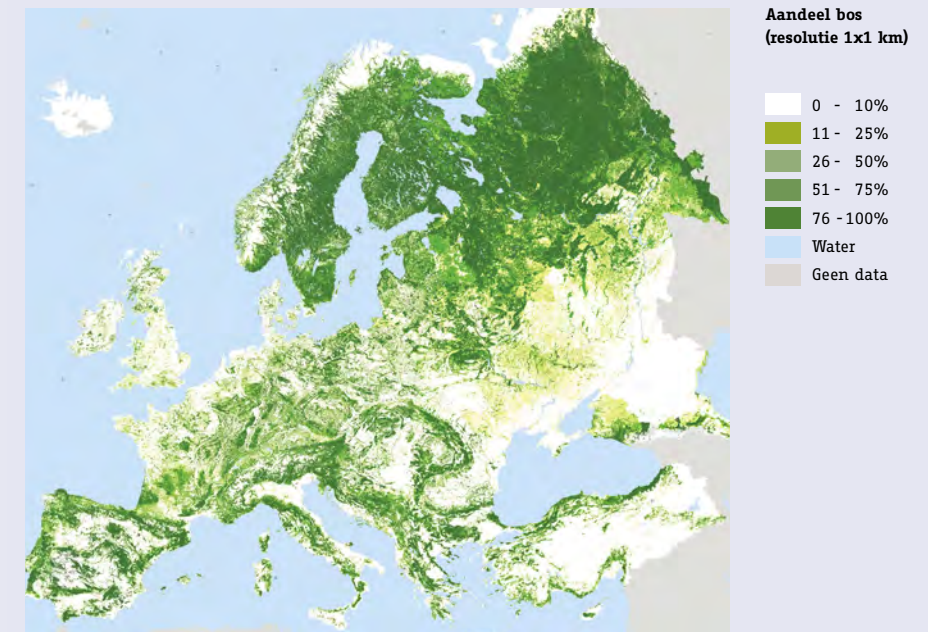 Aandeel bos
(resolutie 1x1 km)
0 - 10%
11 - 25%
26 - 50%
51 - 75%
76 - 100%
Water
Geen data